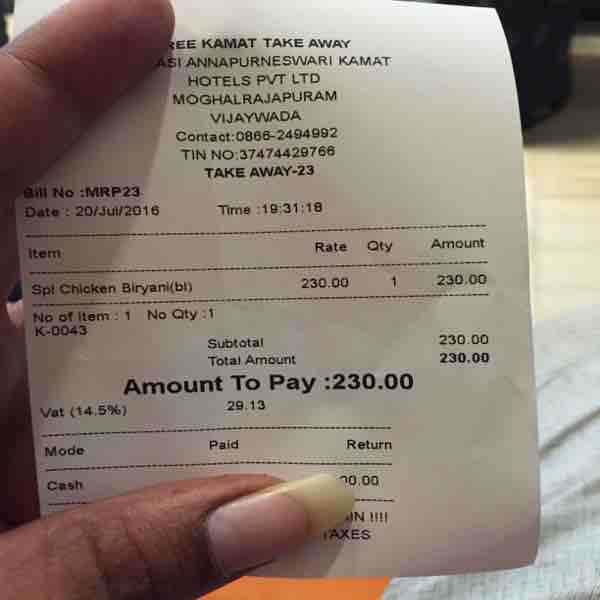 KAMAT TAKE AWAY
ANNAPURNESWARI KAMAT
HOTELS PVT LTD
MOGHALRAJAPURAM
VIJAYWADA
Contact:0866-2494992
TIN NO:37474429766
TAKE AWAY-23
Bill No :MRP23
Date : 20/Jul/2016 Time :19:31:18
Item Rate Qty Amount
Spl Chicken Biryani(bl) 230.00 1 230.00
No of item : 1 No Qty :1
K-0043
Subtotal 230.00
Total Amount 230.00
Amount To Pay :230.00
Vat (14.5%) 29.13
Mode Paid Return
Cash
!!!!
TAXES